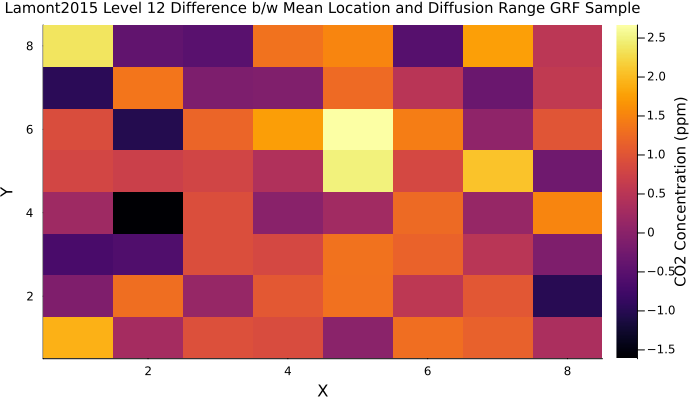 Lamont2015 Level 12 Difference b/w Mean Location and Diffusion Range GRF Sample
8
6
4
2
Y
2 4 6 8
X
2.5
2.0
1.5
1.0
0.5
0
−0.5
−1.0
−1.5
CO2 Concentration (ppm)